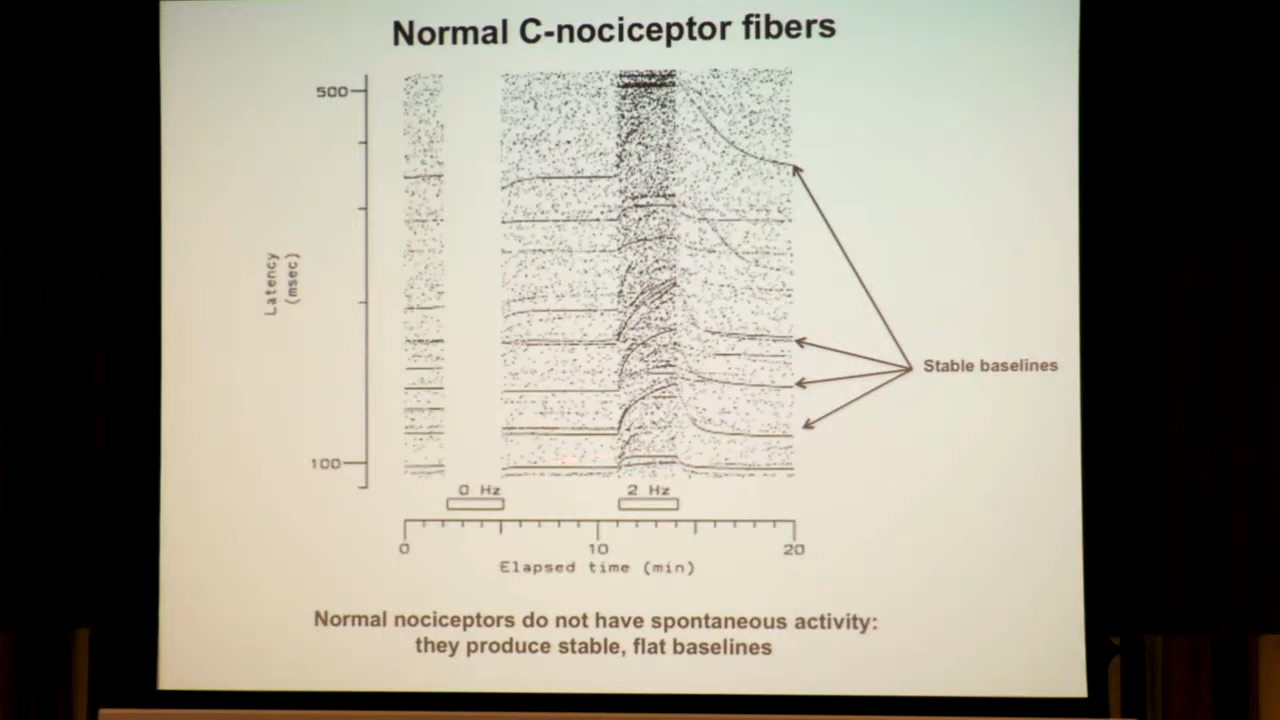 Normal C-nociceptor fibers
500
Latency
(msec)
Stable baselines
100
0 Hz
2 Hz
0
10
20
Elapsed time (min)
Normal nociceptors do not have spontaneous activity:
they produce stable, flat baselines